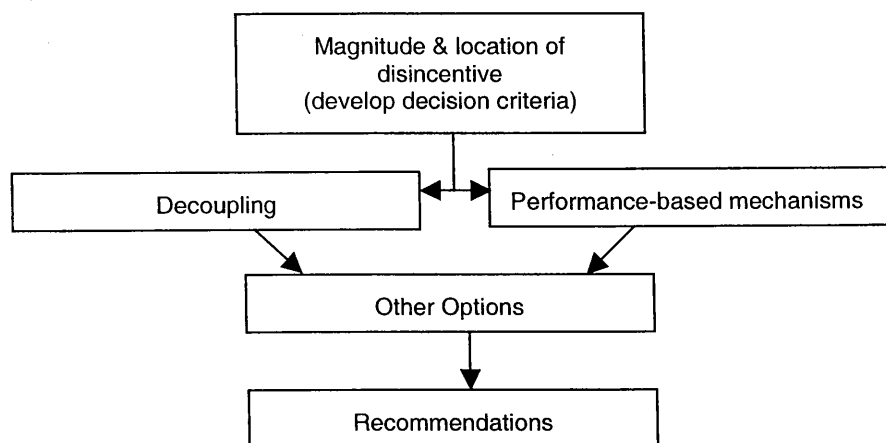 Magnitude & location of
disincentive
(develop decision criteria)
Decoupling
Performance-based mechanisms
Other Options
Recommendations